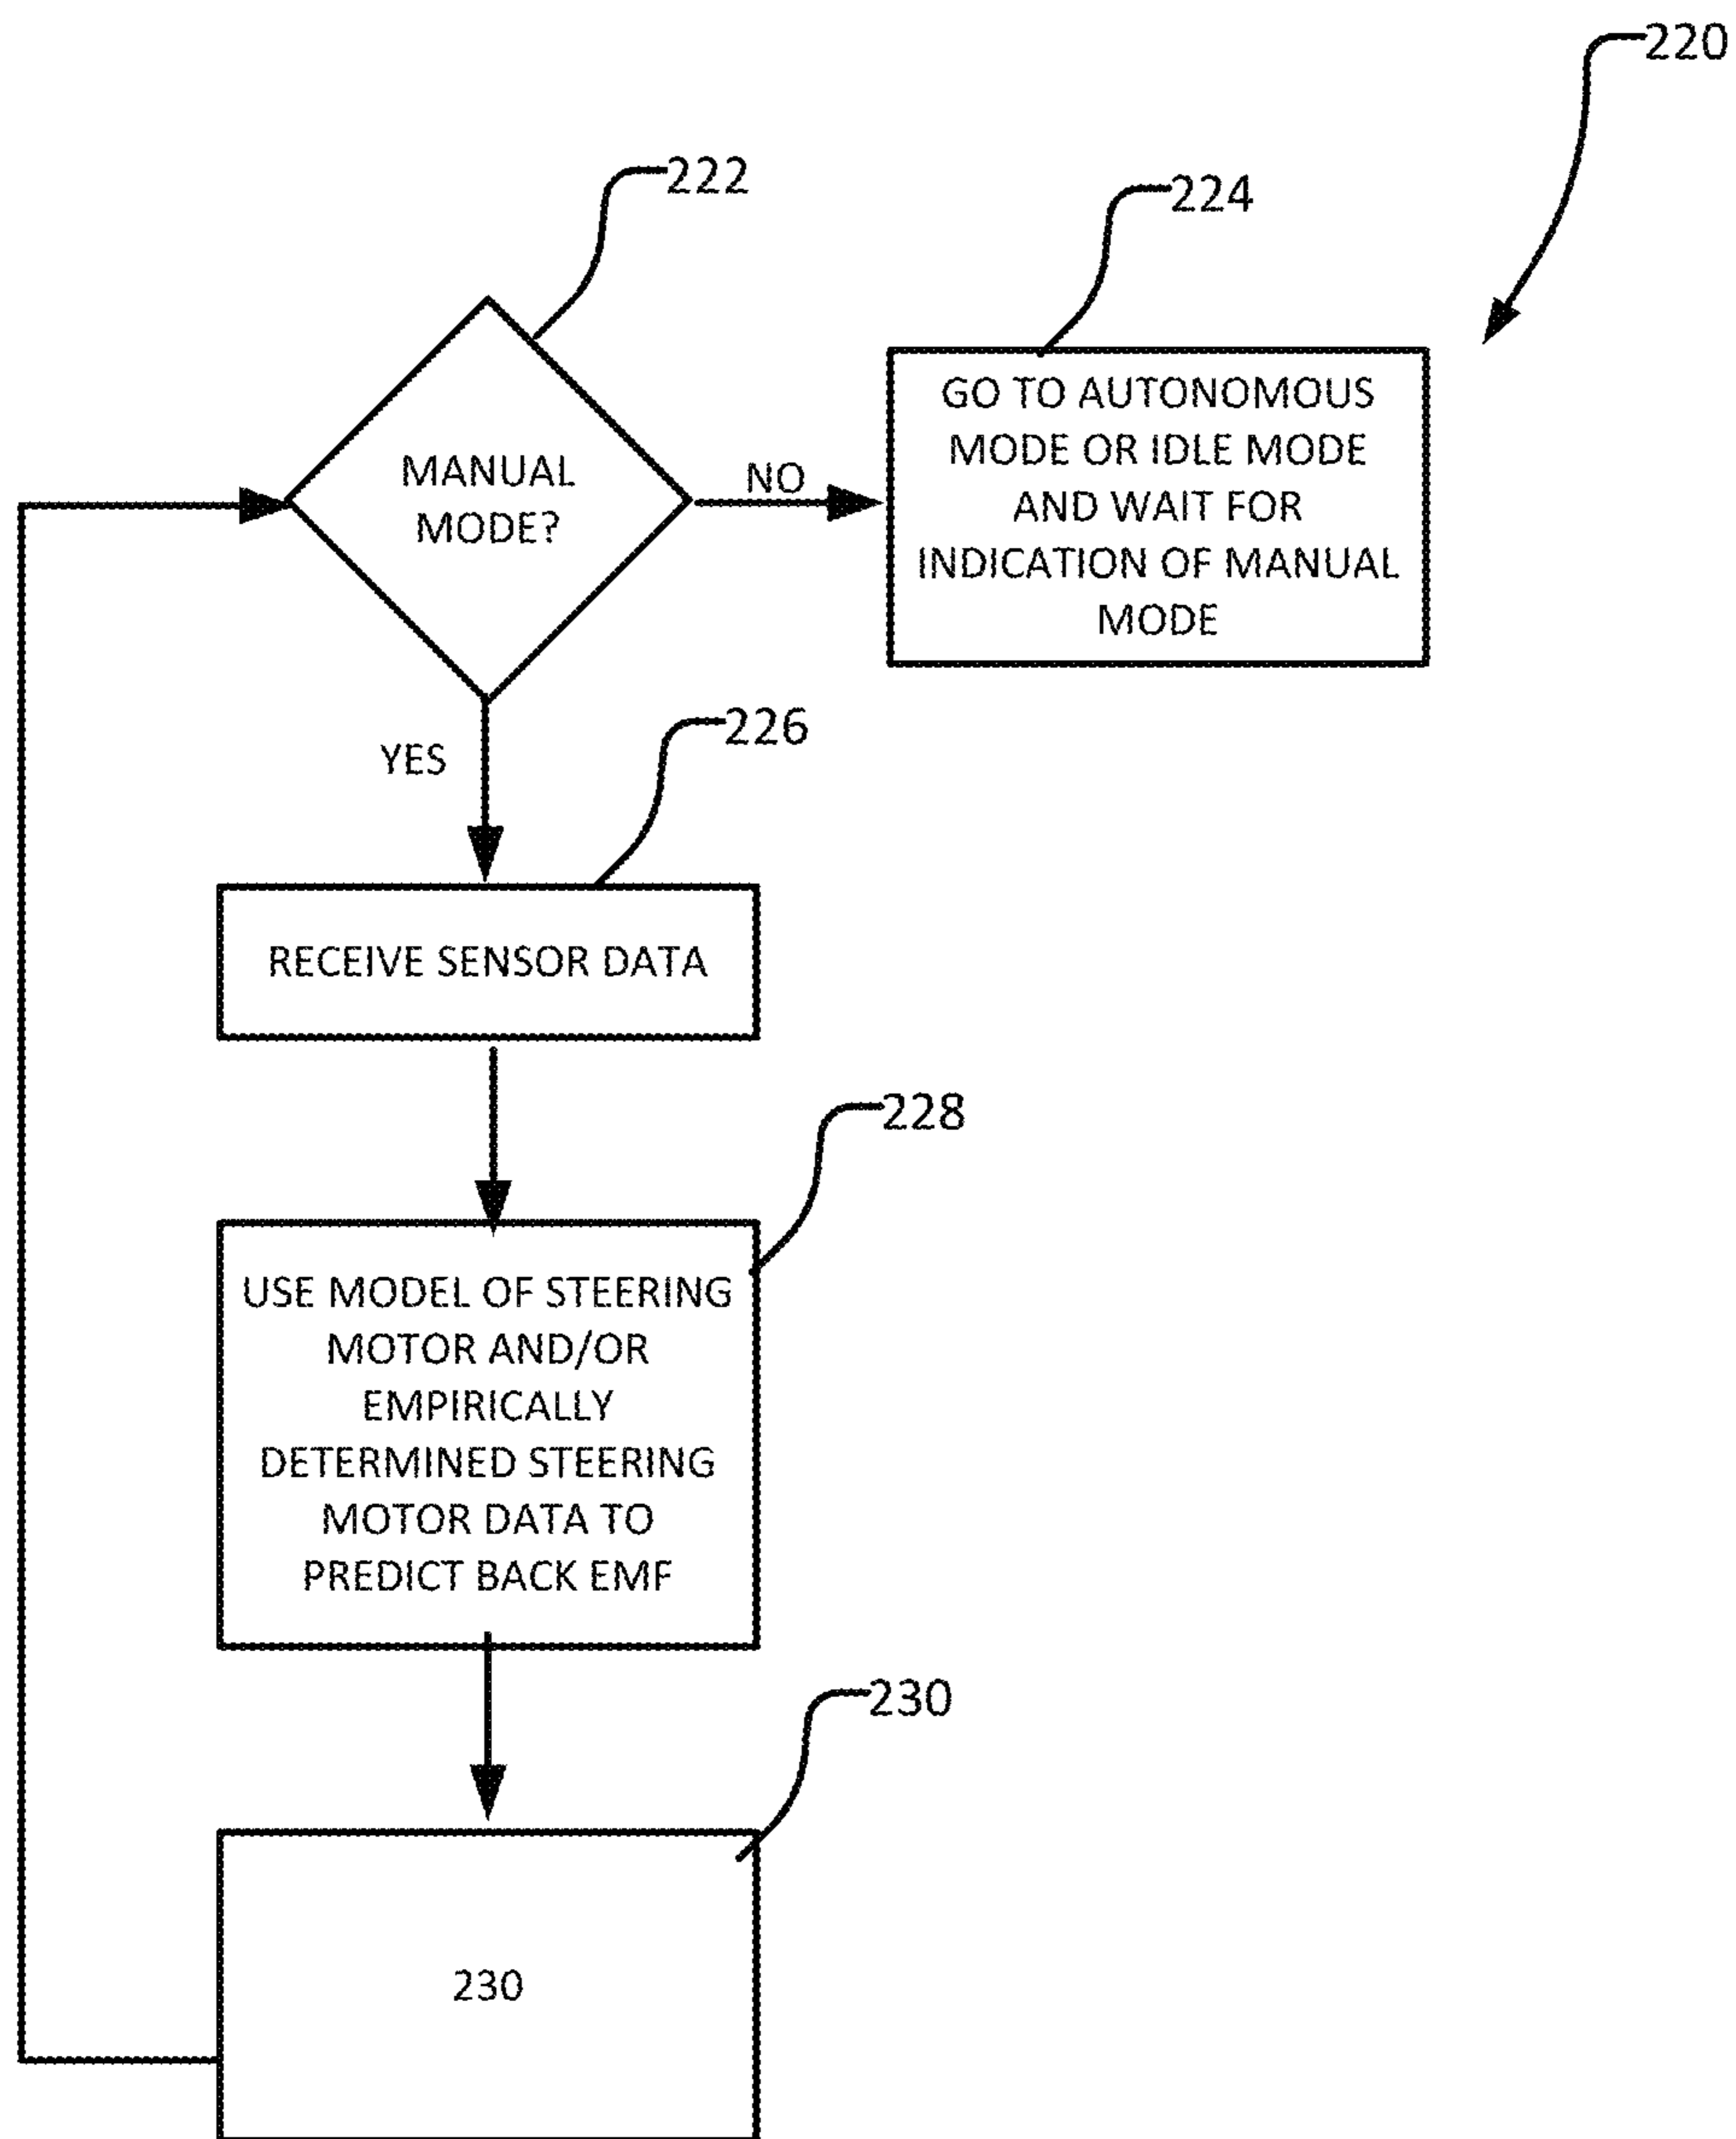 220
222
224
MANUAL
MODE?
NO
GO TO AUTONOMOUS
MODE OR IDLE MODE
AND WAIT FOR
INDICATION OF MANUAL
MODE
YES
226
RECEIVE SENSOR DATA
228
USE MODEL OF STEERING
MOTOR AND/OR
EMPIRICALLY
DETERMINED STEERING
MOTOR DATA TO
PREDICT BACK EMF
230
230